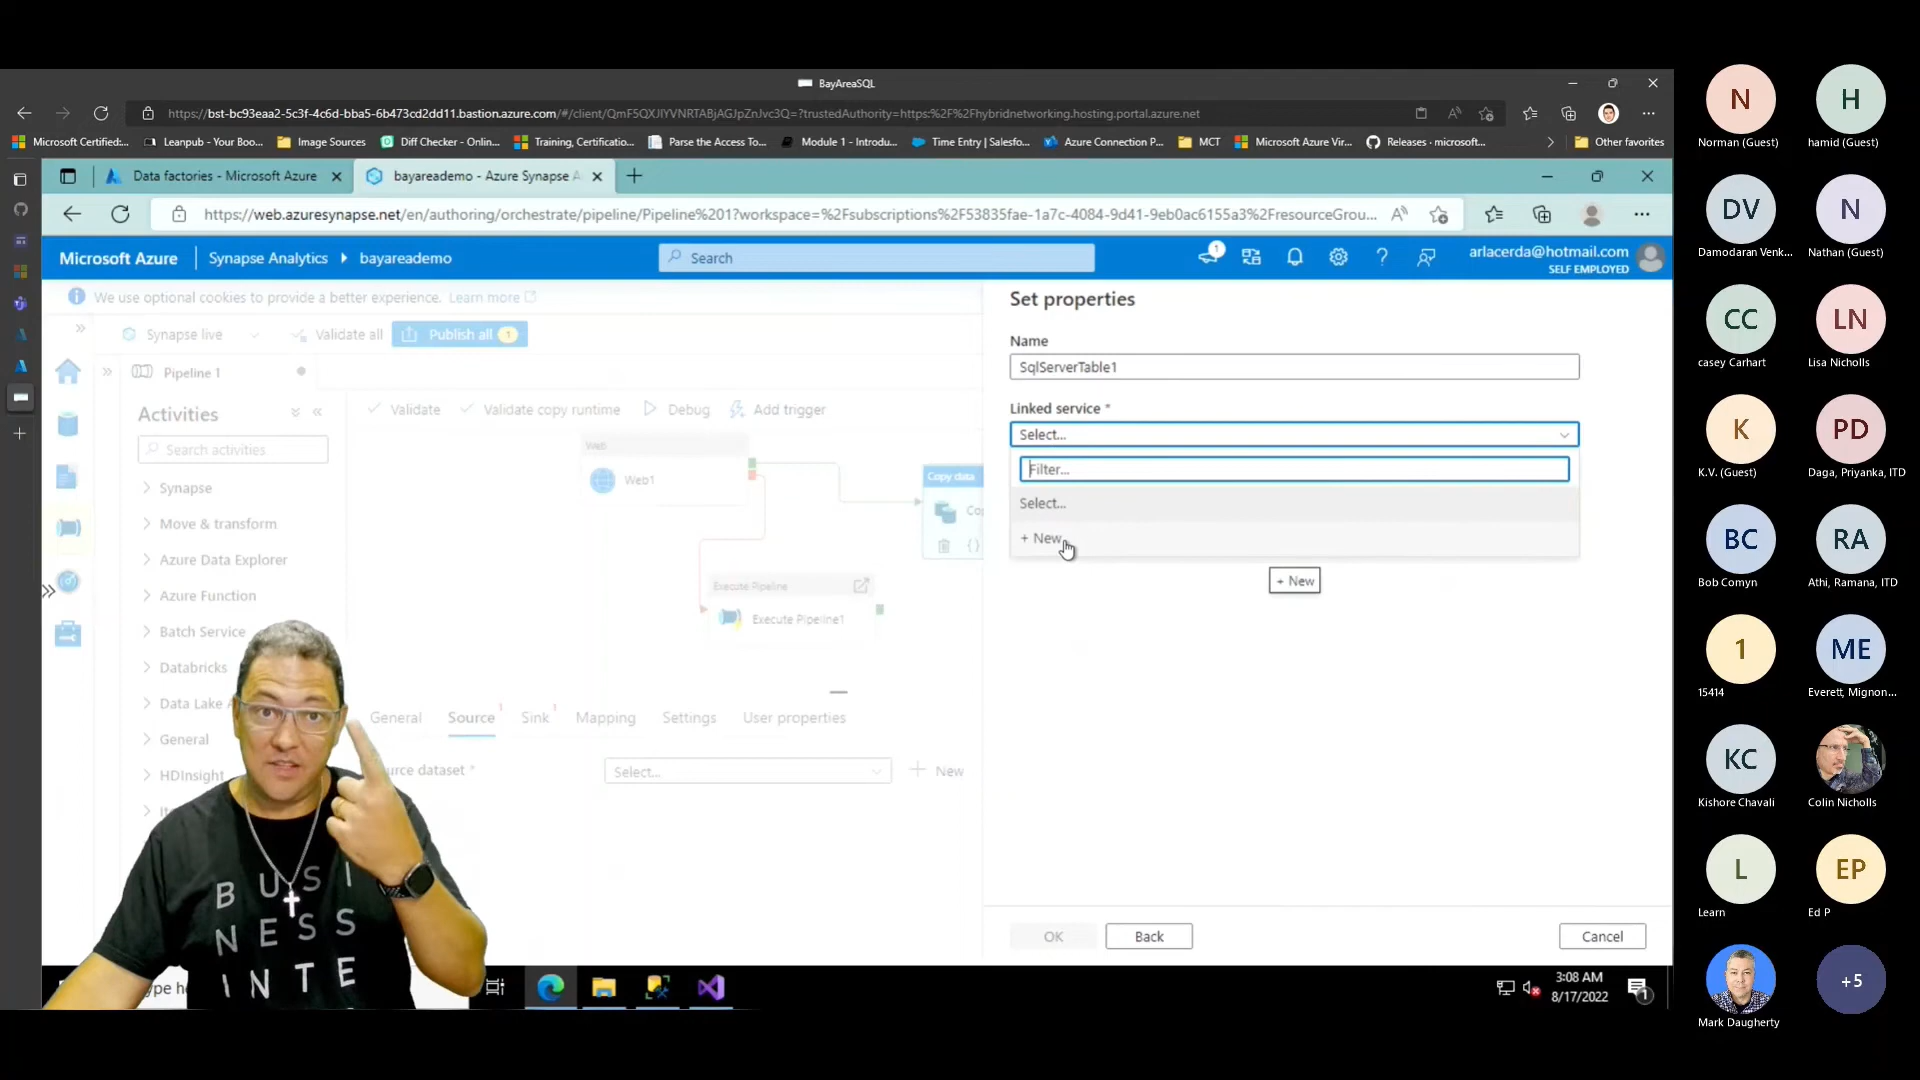 BayAreaSQL
https://bst-bc93eaa2-5c3f-4c6d-bba5-6b473cd2dd11.bastion.azure.com/#/client/QmF5QXJlYVNRTABjAGJpZnJvc3Q=?trustedAuthority=https:%2F%2Fhybridnetworking.hosting.portal.azure.net
Microsoft Certified:... Leanpub - Your Boo... Image Sources Diff Checker - Onlin... Training, Certificatio... Parse the Access To... Module 1 - Introdu... Time Entry | Salesfo... Azure Connection P... MCT Microsoft Azure Vir... Releases · microsoft... Other favorites
Data factories - Microsoft Azure bayareademo - Azure Synapse A
https://web.azuresynapse.net/en/authoring/orchestrate/pipeline/Pipeline%201?workspace=%2Fsubscriptions%2F53835fae-1a7c-4084-9d41-9eb0ac6155a3%2FresourceGrou...
Microsoft Azure Synapse Analytics bayareademo Search 1 arlacerda@hotmail.com
SELF EMPLOYED
We use optional cookies to provide a better experience. Learn more
Synapse live Validate all Publish all 1
Pipeline 1
Activities
Search activities
Synapse
Move & transform
Azure Data Explorer
Azure Function
Batch Service
Databricks
Data Lake A
General
HDInsight
Validate Validate copy runtime Debug Add trigger
Web
Web1
Copy data
Execute Pipeline
Execute Pipeline1
General Source 1 Sink 1 Mapping Settings User properties
urce dataset *
Select... New
Set properties
Name
SqlServerTable1
Linked service *
Select...
Filter...
Select...
+ New
+ New
OK Back Cancel
BUSI
NESS
INTE
3:08 AM
8/17/2022
1
N
Norman (Guest)
H
hamid (Guest)
DV
Damodaran Venk...
N
Nathan (Guest)
CC
casey Carhart
LN
Lisa Nicholls
K
K.V. (Guest)
PD
Daga, Priyanka, ITD
BC
Bob Comyn
RA
Athi, Ramana, ITD
1
15414
ME
Everett, Mignon...
KC
Kishore Chavali
Colin Nicholls
L
Learn
EP
Ed P
Mark Daugherty
+5